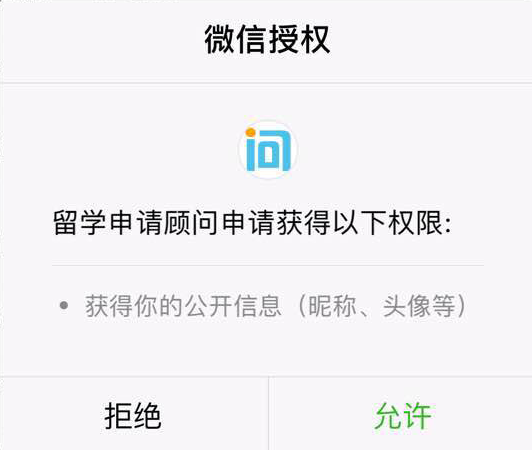 微信授权
问
留学申请顾问申请获得以下权限:
• 获得你的公开信息（昵称、头像等）
拒绝
允许